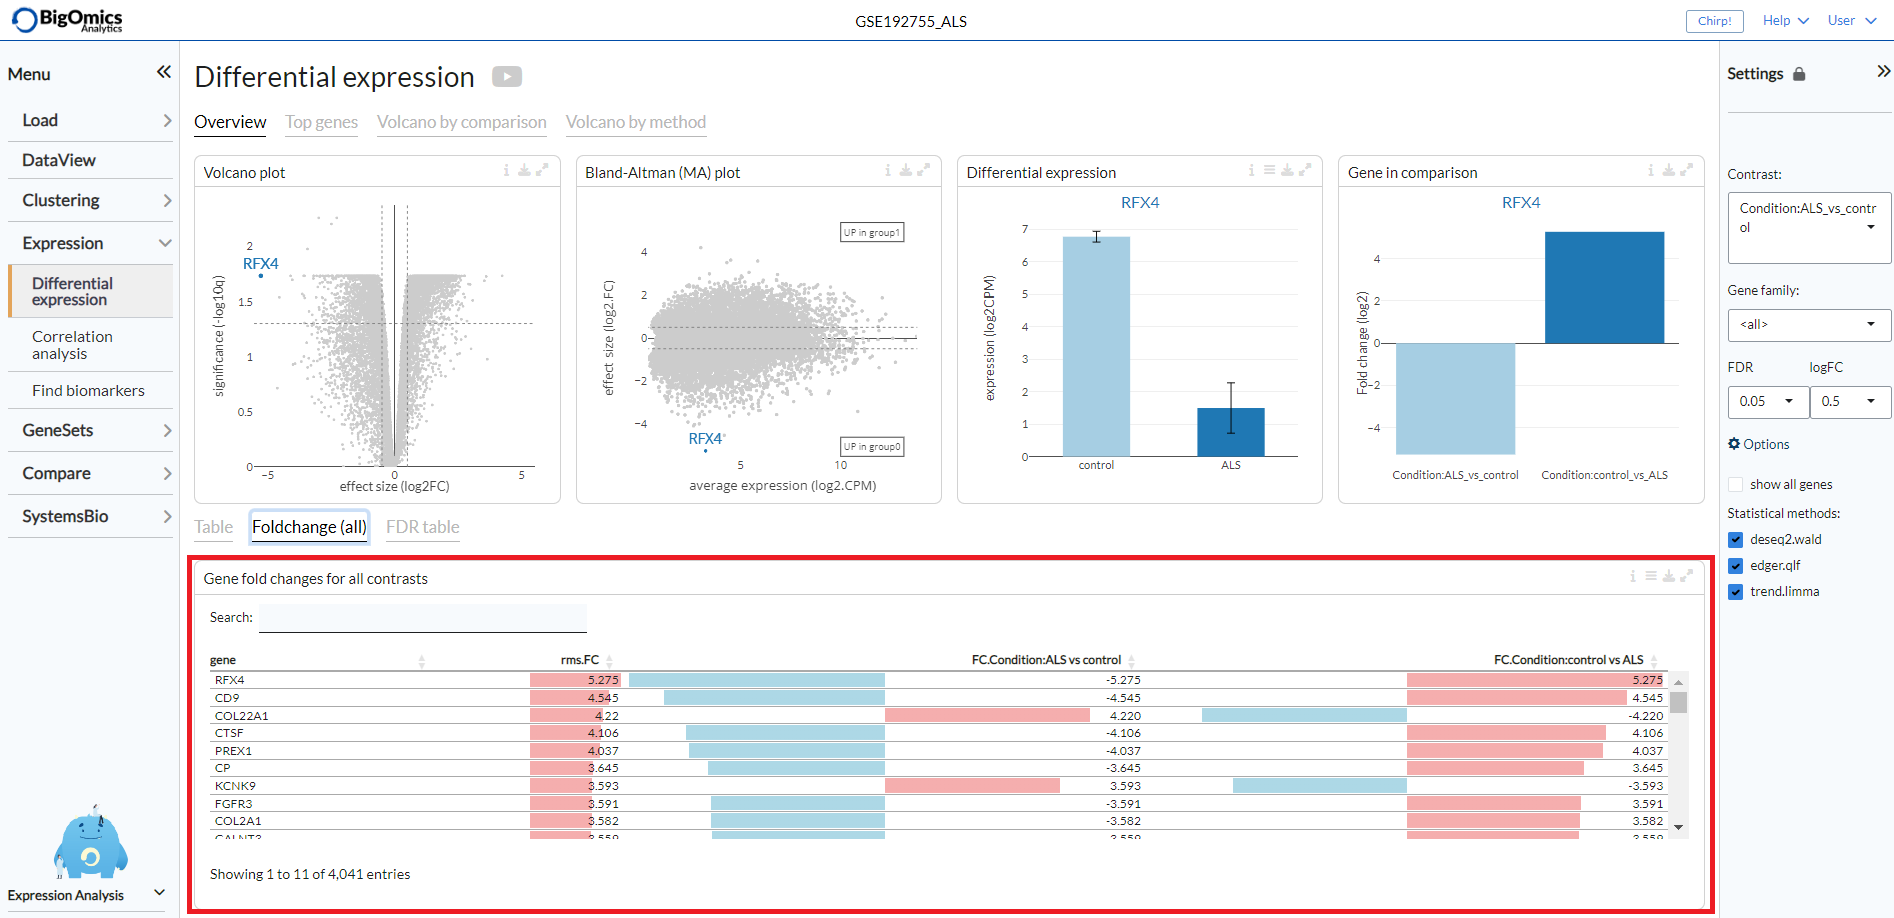 BigOmics
Analytics
GSE192755_ALS
Chirp!
Help
User
Menu
Load
DataView
Clustering
Expression
Differential
expression
Correlation
analysis
Find biomarkers
GeneSets
Compare
SystemsBio
Expression Analysis
Differential expression
Overview
Top genes
Volcano by comparison
Volcano by method
Volcano plot
2
RFX4
1.5
1
0.5
0
−5
0
5
significance (-log10q)
effect size (log2FC)
Bland-Altman (MA) plot
UP in group1
4
2
0
−2
−4
RFX4
UP in group0
5
10
effect size (log2.FC)
average expression (log2.CPM)
Differential expression
RFX4
7
6
5
4
3
2
1
0
control
ALS
expression (log2CPM)
Gene in comparison
RFX4
4
2
0
−2
−4
Fold change (log2)
Condition:ALS_vs_control
Condition:control_vs_ALS
Table
Foldchange (all)
FDR table
Gene fold changes for all contrasts
Search:
gene rms.FC FC.Condition:ALS vs control FC.Condition:control vs ALS
RFX4 5.275 -5.275 5.275
CD9 4.545 -4.545 4.545
COL22A1 4.22 4.220 -4.220
CTSF 4.106 -4.106 4.106
PREX1 4.037 -4.037 4.037
CP 3.645 -3.645 3.645
KCNK9 3.593 3.593 -3.593
FGFR3 3.591 -3.591 3.591
COL2A1 3.582 -3.582 3.582
GALNT3 3.559 -3.559 3.559
Showing 1 to 11 of 4,041 entries
Settings
Contrast:
Condition:ALS_vs_contr
ol
Gene family:
<all>
FDR
logFC
0.05
0.5
Options
show all genes
Statistical methods:
deseq2.wald
edger.qlf
trend.limma